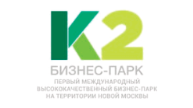 K2
БИЗНЕС-ПАРК
ПЕРВЫЙ МЕЖДУНАРОДНЫЙ
ВЫСОКОКАЧЕСТВЕННЫЙ БИЗНЕС-ПАРК
НА ТЕРРИТОРИИ НОВОЙ МОСКВЫ